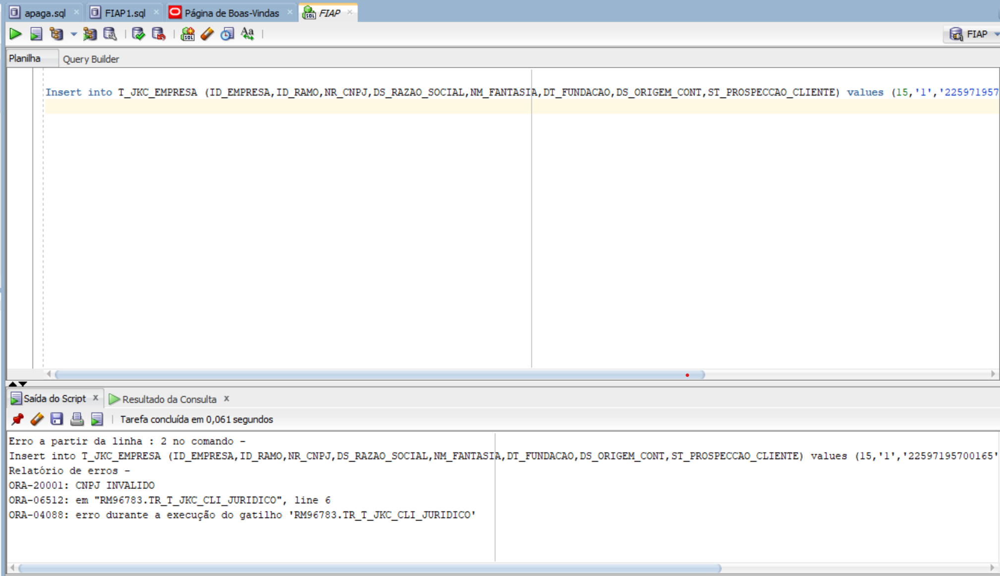 apaga.sql × FIAP1.sql × Página de Boas-Vindas × FIAP ×
SQL Aa FIAP
Planilha Query Builder
Insert into T_JKC_EMPRESA (ID_EMPRESA,ID_RAMO,NR_CNPJ,DS_RAZAO_SOCIAL,NM_FANTASIA,DT_FUNDACAO,DS_ORIGEM_CONT,ST_PROSPECCAO_CLIENTE) values (15,'1','225971957
Saída do Script x Resultado da Consulta x
Tarefa concluída em 0,061 segundos
Erro a partir da linha : 2 no comando -
Insert into T_JKC_EMPRESA (ID_EMPRESA,ID_RAMO,NR_CNPJ,DS_RAZAO_SOCIAL,NM_FANTASIA,DT_FUNDACAO,DS_ORIGEM_CONT,ST_PROSPECCAO_CLIENTE) values (15,'1','22597195700165'
Relatório de erros -
ORA-20001: CNPJ INVALIDO
ORA-06512: em "RM96783.TR_T_JKC_CLI_JURIDICO", line 6
ORA-04088: erro durante a execução do gatilho 'RM96783.TR_T_JKC_CLI_JURIDICO'